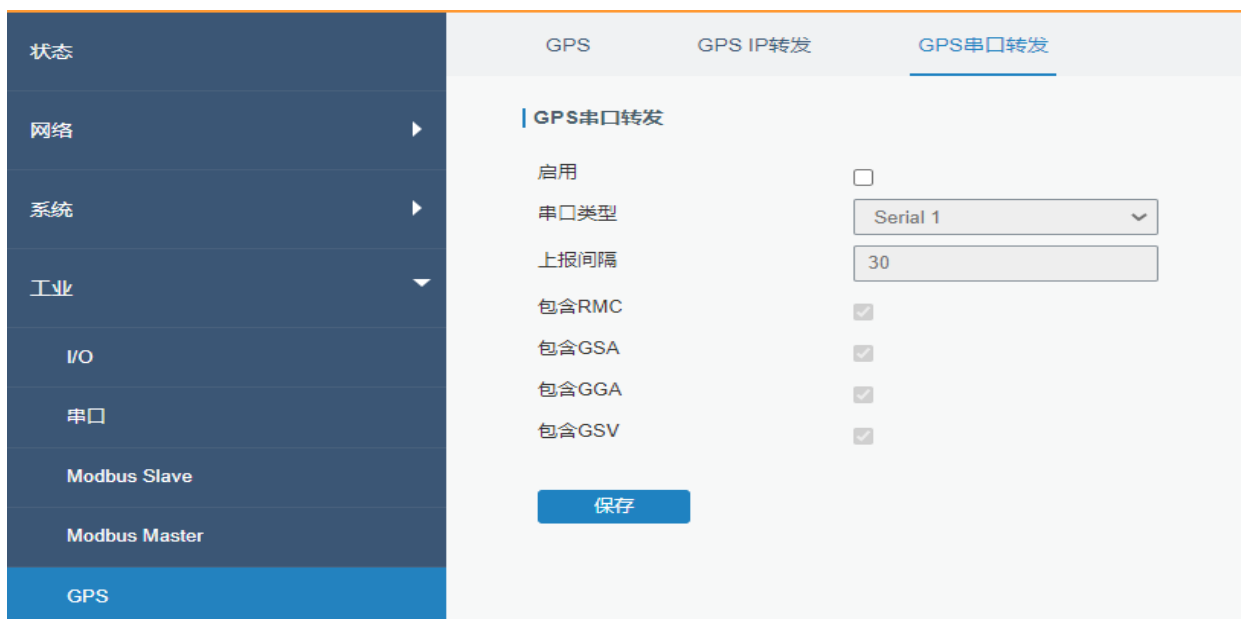 状态
网络
系统
工业
I/O
串口
Modbus Slave
Modbus Master
GPS
GPS GPS IP转发 GPS串口转发
GPS串口转发
启用
串口类型 Serial 1
上报间隔 30
包含RMC
包含GSA
包含GGA
包含GSV
保存